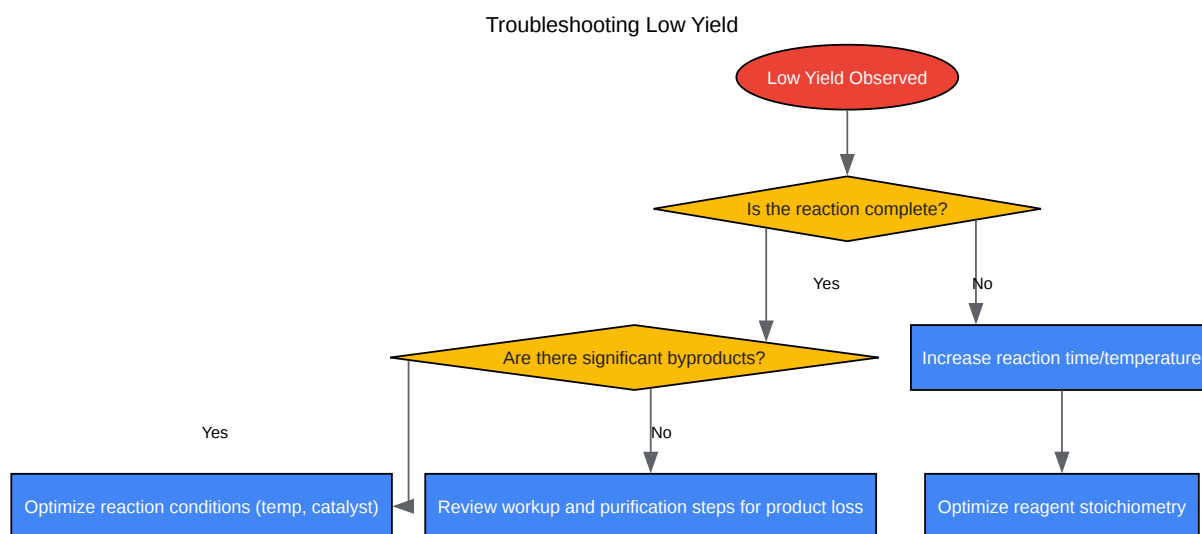 Troubleshooting Low Yield
Low Yield Observed
Is the reaction complete?
Yes
No
Are there significant byproducts?
Increase reaction time/temperature
Yes
No
Optimize reaction conditions (temp, catalyst)
Review workup and purification steps for product loss
Optimize reagent stoichiometry